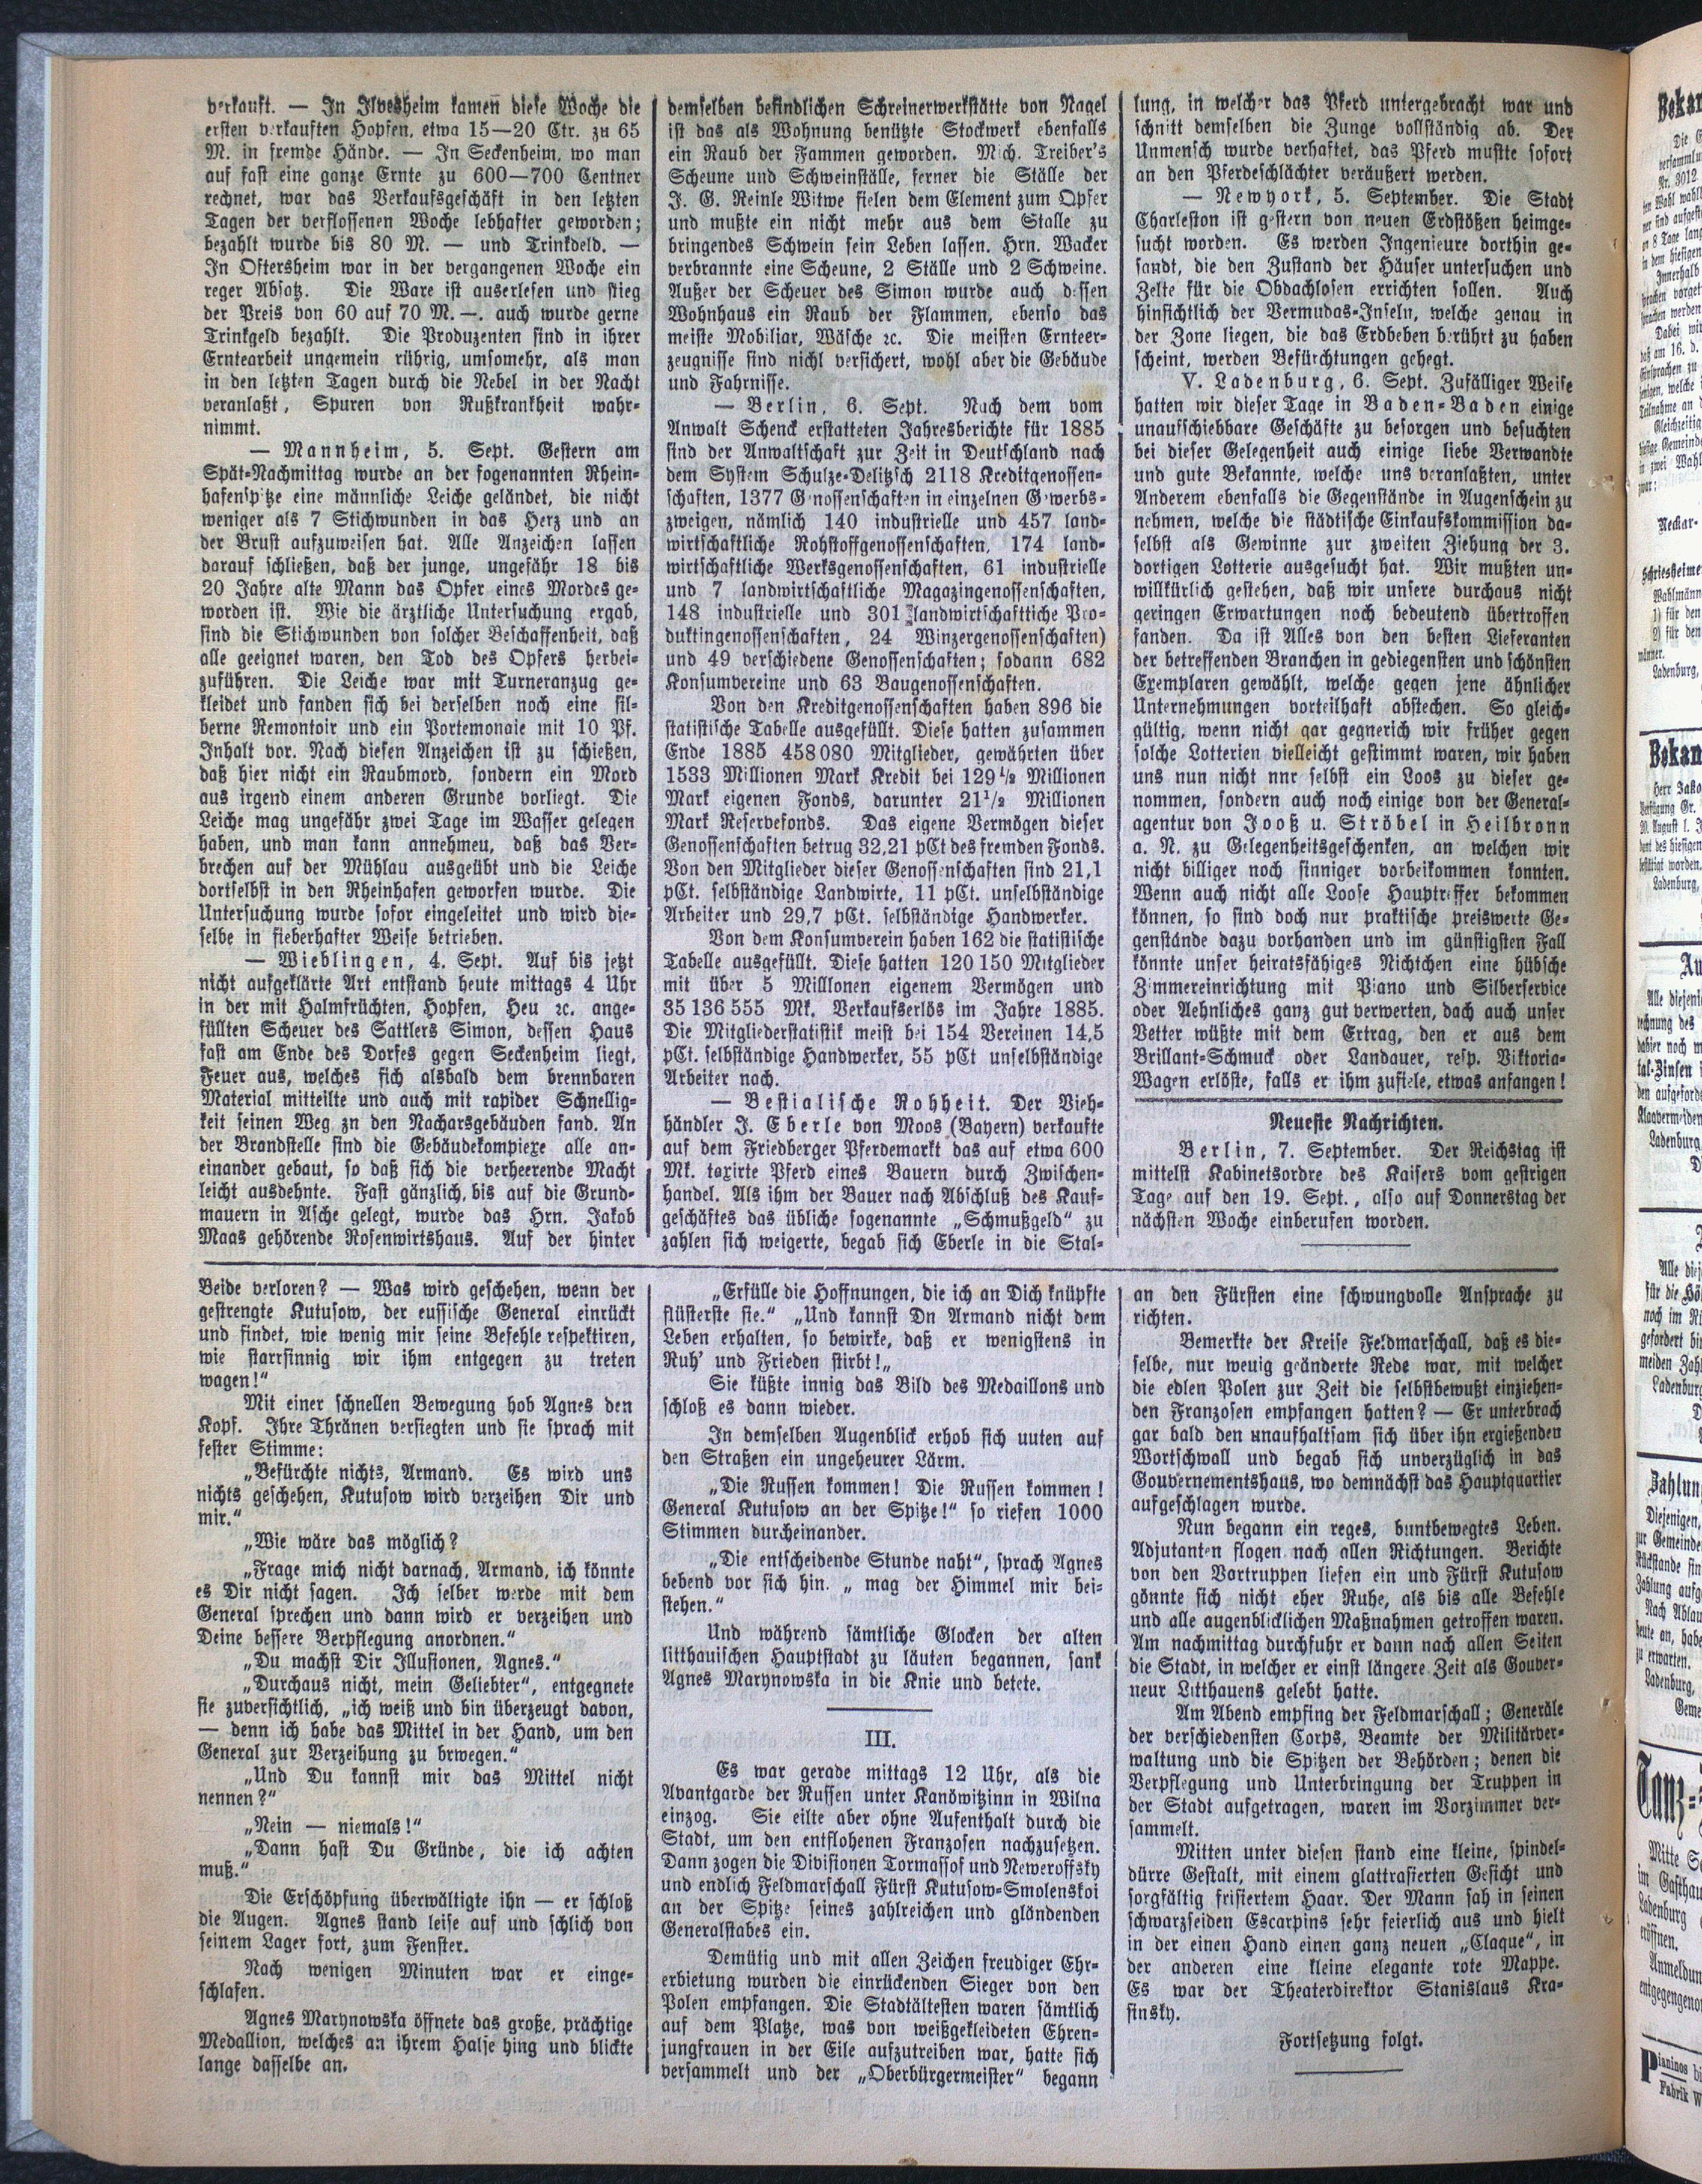 verkauft. — In Ilvesheim kamen diese Woche die
ersten verkauften Hopfen, etwa 15—20 Ctr. zu 65
M. in fremde Hände. — In Seckenheim, wo man
auf fast eine ganze Ernte zu 600—700 Centner
rechnet, war das Verkaufsgeschäft in den letzten
Tagen der verflossenen Woche lebhafter geworden;
bezahlt wurde bis 80 M. — und Trinkdeld. —
In Oftersheim war in der vergangenen Woche ein
reger Absatz. Die Ware ist auserlesen und stieg
der Preis von 60 auf 70 M. —. auch wurde gerne
Trinkgeld bezahlt. Die Produzenten sind in ihrer
Erntearbeit ungemein rührig, umsomehr, als man
in den letzten Tagen durch die Nebel in der Nacht
veranlaßt, Spuren von Rußkrankheit wahr-
nimmt.
— Mannheim, 5. Sept. Gestern am
Spät-Nachmittag wurde an der sogenannten Rhein-
hafenspitze eine männliche Leiche geländet, die nicht
weniger als 7 Stichwunden in das Herz und an
der Brust aufzuweisen hat. Alle Anzeichen lassen
darauf schließen, daß der junge, ungefähr 18 bis
20 Jahre alte Mann das Opfer eines Mordes ge-
worden ist. Wie die ärztliche Untersuchung ergab,
sind die Stichwunden von solcher Beschaffenheit, daß
alle geeignet waren, den Tod des Opfers herbei-
zuführen. Die Leiche war mit Turneranzug ge-
kleidet und fanden sich bei derselben noch eine sil-
berne Remontoir und ein Portemonaie mit 10 Pf.
Inhalt vor. Nach diesen Anzeichen ist zu schießen,
daß hier nicht ein Raubmord, sondern ein Mord
aus irgend einem anderen Grunde vorliegt. Die
Leiche mag ungefähr zwei Tage im Wasser gelegen
haben, und man kann annehmeu, daß das Ver-
brechen auf der Mühlau ausgeübt und die Leiche
dortselbst in den Rheinhafen geworfen wurde. Die
Untersuchung wurde sofor eingeleitet und wird die-
selbe in fieberhafter Weise betrieben.
— Wieblingen, 4. Sept. Auf bis jetzt
nicht aufgeklärte Art entstand heute mittags 4 Uhr
in der mit Halmfrüchten, Hopfen, Heu ꝛc. ange-
füllten Scheuer des Sattlers Simon, dessen Haus
fast am Ende des Dorfes gegen Seckenheim liegt,
Feuer aus, welches sich alsbald dem brennbaren
Material mitteilte und auch mit rapider Schnellig-
keit seinen Weg zu den Nacharsgebäuden fand. An
der Brandstelle sind die Gebäudekompiexe alle an-
einander gebaut, so daß sich die verheerende Macht
leicht ausdehnte. Fast gänzlich, bis auf die Grund-
mauern in Asche gelegt, wurde das Hrn. Jakob
Maas gehörende Rosenwirtshaus. Auf der hinter
demselben befindlichen Schreinerwerkstätte von Nagel
ist das als Wohnung benützte Stockwerk ebenfalls
ein Raub der Fammen geworden. Mich. Treiber's
Scheune und Schweinställe, ferner die Ställe der
J. G. Reinle Witwe fielen dem Element zum Opfer
und mußte ein nicht mehr aus dem Stalle zu
bringendes Schwein sein Leben lassen. Hrn. Wacker
verbrannte eine Scheune, 2 Ställe und 2 Schweine.
Außer der Scheuer des Simon wurde auch dessen
Wohnhaus ein Raub der Flammen, ebenso das
meiste Mobiliar, Wäsche ꝛc. Die meisten Ernteer-
zeugnisse sind nichl versichert, wohl aber die Gebäude
und Fahrnisse.
— Berlin, 6. Sept. Nach dem vom
Anwalt Schenck erstatteten Jahresberichte für 1885
sind der Anwaltschaft zur Zeit in Deutschland nach
dem System Schulze-Delitzsch 2118 Kreditgenossen-
schaften, 1377 Genossenschaften in einzelnen Gewerbs-
zweigen, nämlich 140 industrielle und 457 land-
wirtschaftliche Rohstoffgenossenschaften, 174 land-
wirtschaftliche Werksgenossenschaften, 61 industrielle
und 7 landwirtschaftliche Magazingenossenschaften,
148 industrielle und 301 landwirtschafttiche Pro-
duktingenossenschaften, 24 Winzergenossenschaften)
und 49 verschiedene Genossenschaften; sodann 682
Konsumvereine und 63 Baugenossenschaften.
Von den Kreditgenossenschaften haben 896 die
statistische Tabelle ausgefüllt. Diese hatten zusammen
Ende 1885 458080 Mitglieder, gewährten über
1533 Millionen Mark Kredit bei 129½ Millionen
Mark eigenen Fonds, darunter 21½ Millionen
Mark Reservefonds. Das eigene Vermögen dieser
Genossenschaften betrug 32,21 pCt des fremden Fonds.
Von den Mitglieder dieser Genossenschaften sind 21,1
pCt. selbständige Landwirte, 11 pCt. unselbständige
Arbeiter und 29,7 pCt. selbständige Handwerker.
Von dem Konsumverein haben 162 die statistische
Tabelle ausgefüllt. Diese hatten 120150 Mitglieder
mit über 5 Milllonen eigenem Vermögen und
35136555 Mk. Verkaufserlös im Jahre 1885.
Die Mitgliederstatistik meist bei 154 Vereinen 14,5
pCt. selbständige Handwerker, 55 pCt unselbständige
Arbeiter nach.
— Bestialische Rohheit. Der Vieh-
händler J. Eberle von Moos (Bayern) verkaufte
auf dem Friedberger Pferdemarkt das auf etwa 600
Mk. taxirte Pferd eines Bauern durch Zwischen-
handel. Als ihm der Bauer nach Abschluß des Kauf-
geschäftes das übliche sogenannte „Schmußgeld" zu
zahlen sich weigerte, begab sich Eberle in die Stal-
lung, in welcher das Pferd untergebracht war und
schnitt demselben die Zunge vollständig ab. Der
Unmensch wurde verhaftet, das Pferd mußte sofort
an den Pferdeschlächter veräußert werden.
— Newyork, 5. September. Die Stadt
Charleston ist gestern von neuen Erdstößen heimge-
sucht worden. Es werden Ingenieure dorthin ge-
sandt, die den Zustand der Häuser untersuchen und
Zelte für die Obdachlosen errichten sollen. Auch
hinsichtlich der Bermudas-Inseln, welche genau in
der Zone liegen, die das Erdbeben berührt zu haben
scheint, werden Befürchtungen gehegt.
V. Ladenburg, 6. Sept. Zufälliger Weise
hatten wir dieser Tage in Baden-Baden einige
unaufschiebbare Geschäfte zu besorgen und besuchten
bei dieser Gelegenheit auch einige liebe Verwandte
und gute Bekannte, welche uns veranlaßten, unter
Anderem ebenfalls die Gegenstände in Augenschein zu
nehmen, welche die städtische Einkaufskommission da-
selbst als Gewinne zur zweiten Ziehung der 3.
dortigen Lotterie ausgesucht hat. Wir mußten un-
willkürlich gestehen, daß wir unsere durchaus nicht
geringen Erwartungen noch bedeutend übertroffen
fanden. Da ist Alles von den besten Lieferanten
der betreffenden Branchen in gediegensten und schönsten
Exemplaren gewählt, welche gegen jene ähnlicher
Unternehmungen vorteilhaft abstechen. So gleich-
gültig, wenn nicht gar gegnerich wir früher gegen
solche Lotterien vielleicht gestimmt waren, wir haben
uns nun nicht nnr selbst ein Loos zu dieser ge-
nommen, sondern auch noch einige von der General-
agentur von Jooß u. Ströbel in Heilbronn
a. N. zu Gelegenheitsgeschenken, an welchen wir
nicht billiger noch sinniger vorbeikommen konnten.
Wenn auch nicht alle Loose Haupttreffer bekommen
können, so sind doch nur praktische preiswerte Ge-
genstände dazu vorhanden und im günstigsten Fall
könnte unser heiratsfähiges Nichtchen eine hübsche
Zimmereinrichtung mit Piano und Silberservice
oder Aehnliches ganz gut verwerten, dach auch unser
Vetter wüßte mit dem Ertrag, den er aus dem
Brillant-Schmuck oder Landauer, resp. Viktoria-
Wagen erlöste, falls er ihm zufiele, etwas anfangen!
Neueste Nachrichten.
Berlin, 7. September. Der Reichstag ist
mittelst Kabinetsordre des Kaisers vom gestrigen
Tage auf den 19. Sept., also auf Donnerstag der
nächsten Woche einberufen worden.
Beide verloren? — Was wird geschehen, wenn der
gestrengte Kutusow, der eussische General einrückt
und findet, wie wenig mir seine Befehle respektiren,
wie starrsinnig wir ihm entgegen zu treten
wagen!"
Mit einer schnellen Bewegung hob Agnes den
Kopf. Ihre Thränen versiegten und sie sprach mit
fester Stimme:
„Befürchte nichts, Armand. Es wird uns
nichts geschehen, Kutusow wird verzeihen Dir und
mir."
„Wie wäre das möglich?
„Frage mich nicht darnach, Armand, ich könnte
es Dir nicht sagen. Ich selber werde mit dem
General sprechen und dann wird er verzeihen und
Deine bessere Verpflegung anordnen."
„Du machst Dir Illusionen, Agnes."
„Durchaus nicht, mein Geliebter", entgegnete
sie zuversichtlich, „ich weiß und bin überzeugt davon,
— denn ich habe das Mittel in der Hand, um den
General zur Verzeihung zu brwegen."
„Und Du kannst mir das Mittel nicht
nennen?"
„Nein — niemals!"
„Dann hast Du Gründe, die ich achten
muß."
Die Erschöpfung überwältigte ihn — er schloß
die Augen. Agnes stand leise auf und schlich von
seinem Lager fort, zum Fenster.
Nach wenigen Minuten war er einge-
schlafen.
Agnes Marynowska öffnete das große, prächtige
Medallion, welches an ihrem Halje hing und blickte
lange dasselbe an.
„Erfülle die Hoffnungen, die ich an Dich knüpfte
flüsterste sie." „Und kannst Dn Armand nicht dem
Leben erhalten, so bewirke, daß er wenigstens in
Ruh' und Frieden stirbt!„
Sie küßte innig das Bild des Medaillons und
schloß es dann wieder.
In demselben Augenblick erhob sich uuten auf
den Straßen ein ungeheurer Lärm.
„Die Russen kommen! Die Russen kommen!
General Kutusow an der Spitze!" so riefen 1000
Stimmen durcheinander.
„Die entscheidende Stunde naht", sprach Agnes
bebend vor sich hin. „ mag der Himmel mir bei-
stehen."
Und während sämtliche Glocken der alten
litthauischen Hauptstadt zu läuten begannen, sank
Agnes Marynowska in die Knie und betete.
III.
Es war gerade mittags 12 Uhr, als die
Avantgarde der Russen unter Kanöwitzinn in Wilna
einzog. Sie eilte aber ohne Aufenthalt durch die
Stadt, um den entflohenen Franzosen nachzusetzen.
Dann zogen die Divisionen Tormassof und Neweroffsky
und endlich Feldmarschall Fürst Kutusow-Smolenskoi
an der Spitze seines zahlreichen und gländenden
Generalstabes ein.
Demütig und mit allen Zeichen freudiger Ehr-
erbietung wurden die einrückenden Sieger von den
Polen empfangen. Die Stadtältesten waren sämtlich
auf dem Platze, was von weißgekleideten Ehren-
jungfrauen in der Eile aufzutreiben war, hatte sich
versammelt und der „Oberbürgermeister" begann
an den Fürsten eine schwungvolle Ansprache zu
richten.
Bemerkte der Kreise Feldmarschall, daß es die-
selbe, nur weuig geänderte Rede war, mit welcher
die edlen Polen zur Zeit die selbstbewußt einziehen-
den Franzosen empfangen hatten? — Er unterbrach
gar bald den unaufhaltsam sich über ihn ergießenden
Wortschwall und begab sich unverzüglich in das
Gouvernementshaus, wo demnächst das Hauptquartier
aufgeschlagen wurde.
Nun begann ein reges, buntbewegtes Leben.
Adjutanten flogen nach allen Richtungen. Berichte
von den Vortruppen liefen ein und Fürst Kutusow
gönnte sich nicht eher Ruhe, als bis alle Befehle
und alle augenblicklichen Maßnahmen getroffen waren.
Am nachmittag durchfuhr er dann nach allen Seiten
die Stadt, in welcher er einst längere Zeit als Gouver-
neur Litthauens gelebt hatte.
Am Abend empfing der Feldmarschall; Generäle
der verschiedensten Corps, Beamte der Militärver-
waltung und die Spitzen der Behörden; denen die
Verpflegung und Unterbringung der Truppen in
der Stadt aufgetragen, waren im Vorzimmer ver-
sammelt.
Mitten unter diesen stand eine kleine, spindel-
dürre Gestalt, mit einem glattrasierten Gesicht und
sorgfältig frisiertem Haar. Der Mann sah in seinen
schwarzseiden Escarpins sehr feierlich aus und hielt
in der einen Hand einen ganz neuen „Claque", in
der anderen eine kleine elegante rote Mappe.
Es war der Theaterdirektor Stanislaus Kra-
sinsky.
Fortsetzung folgt.